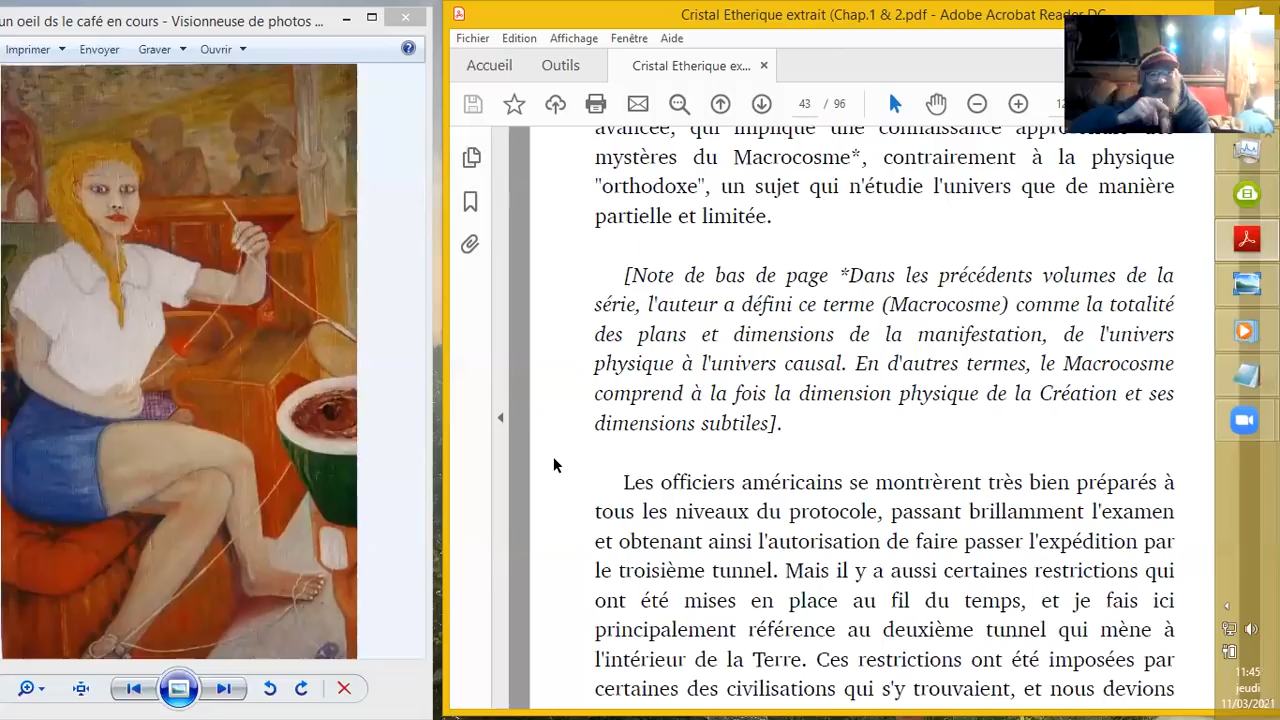 un oeil ds le café en cours - Visionneuse de photos ...
Imprimer Envoyer Graver Ouvrir
Cristal Etherique extrait (Chap.1 & 2.pdf - Adobe Acrobat Reader DC
Fichier Edition Affichage Fenêtre Aide
Accueil Outils Cristal Etherique ex...
43 / 96
mystères du Macrocosme*, contrairement à la physique
"orthodoxe", un sujet qui n'étudie l'univers que de manière
partielle et limitée.
[Note de bas de page *Dans les précédents volumes de la
série, l'auteur a défini ce terme (Macrocosme) comme la totalité
des plans et dimensions de la manifestation, de l'univers
physique à l'univers causal. En d'autres termes, le Macrocosme
comprend à la fois la dimension physique de la Création et ses
dimensions subtiles].
Les officiers américains se montrèrent très bien préparés à
tous les niveaux du protocole, passant brillamment l'examen
et obtenant ainsi l'autorisation de faire passer l'expédition par
le troisième tunnel. Mais il y a aussi certaines restrictions qui
ont été mises en place au fil du temps, et je fais ici
principalement référence au deuxième tunnel qui mène à
l'intérieur de la Terre. Ces restrictions ont été imposées par
certaines des civilisations qui s'y trouvaient, et nous devions
11:45
jeudi
11/03/2021